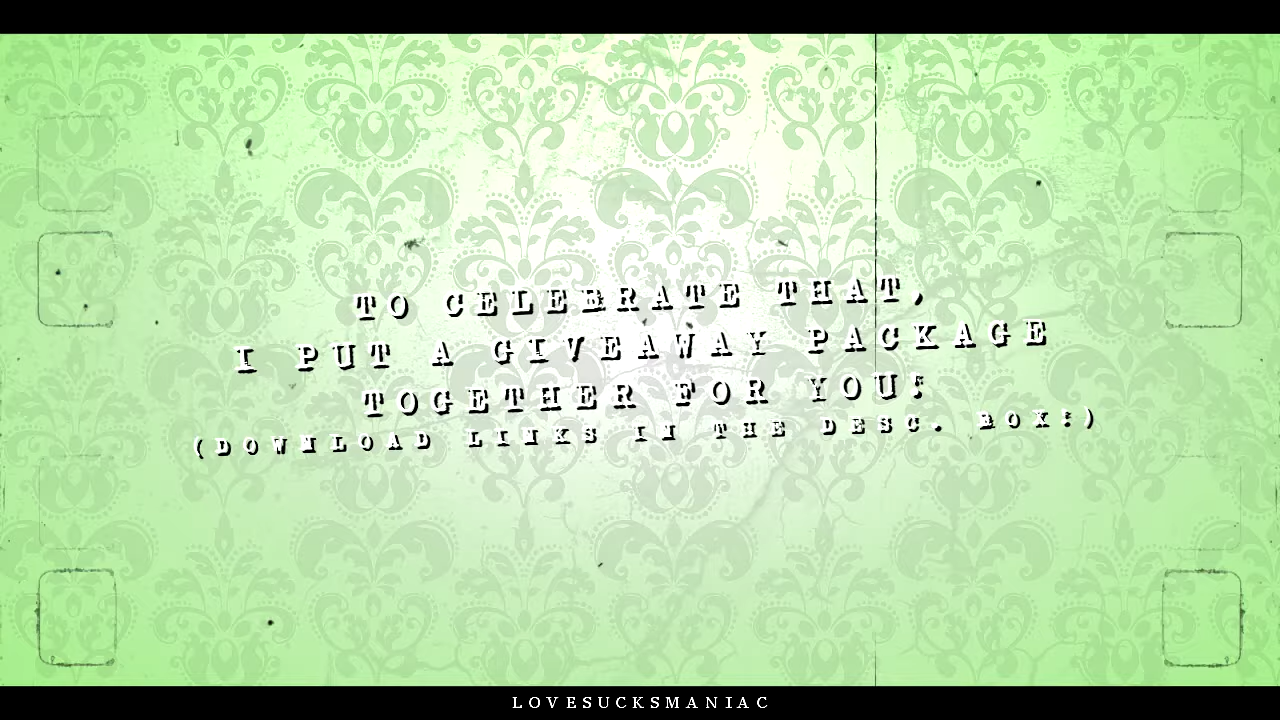 TO CELEBRATE THAT,
I PUT A GIVEAWAY PACKAGE
TOGETHER FOR YOU!
(DOWNLOAD LINKS IN THE DESC. BOX!)
LOVESUCKSMANIAC